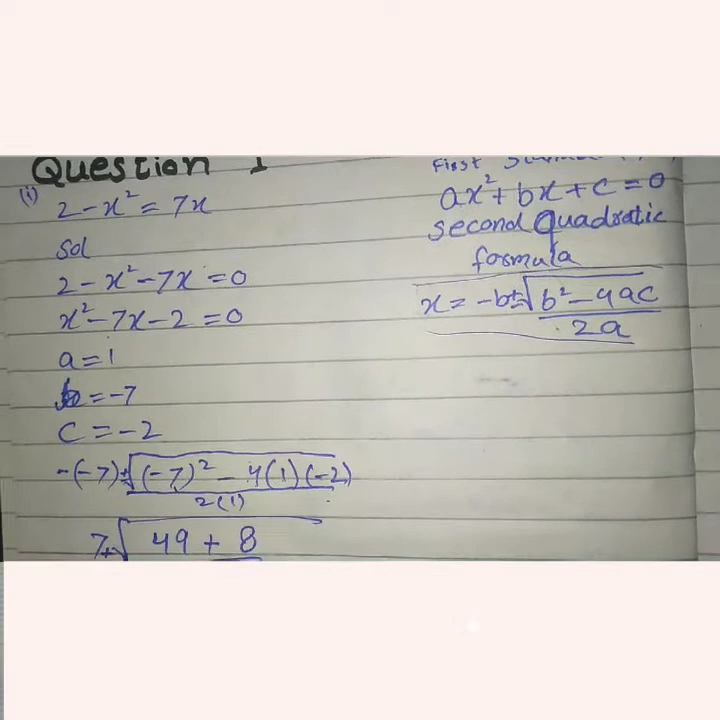 Question 1
(i)
2 - x² = 7x
Sol
2 - x² - 7x = 0
x² - 7x - 2 = 0
a = 1
b = -7
c = -2
-(-7) ± √(-7)² - 4(1)(-2)
2(1)
7 ± √49 + 8
First
ax² + bx + c = 0
second Quadratic
formula
x = -b ± √b² - 4ac
2a